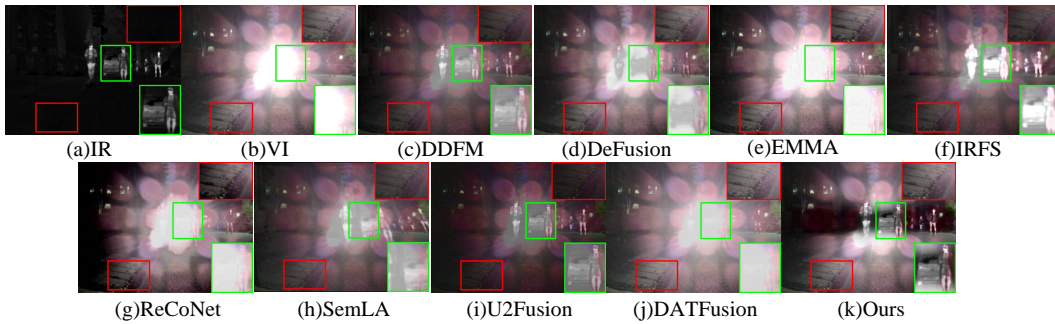 (a)IR (b)VI (c)DDFM (d)DeFusion (e)EMMA (f)IRFS
(g)ReCoNet (h)SemLA (i)U2Fusion (j)DATFusion (k)Ours